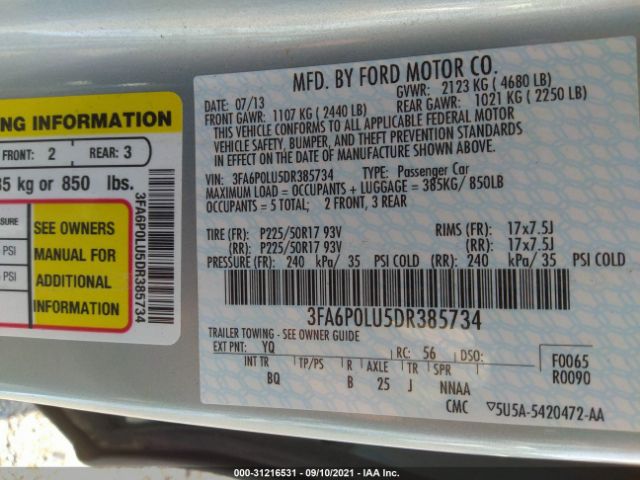 NG INFORMATION
FRONT: 2 REAR: 3
85 kg or 850 lbs.
SURE
PSI
PSI
SEE OWNERS
MANUAL FOR
ADDITIONAL
INFORMATION
3FA6P0LU5DR385734
MFD. BY FORD MOTOR CO.
DATE: 07/13 GVWR: 2123 KG ( 4680 LB)
FRONT GAWR: 1107 KG ( 2440 LB) REAR GAWR: 1021 KG ( 2250 LB)
THIS VEHICLE CONFORMS TO ALL APPLICABLE FEDERAL MOTOR
VEHICLE SAFETY, BUMPER, AND THEFT PREVENTION STANDARDS
IN EFFECT ON THE DATE OF MANUFACTURE SHOWN ABOVE.
VIN: 3FA6P0LU5DR385734 TYPE: Passenger Car
MAXIMUM LOAD = OCCUPANTS + LUGGAGE = 385KG/ 850LB
OCCUPANTS = 5 TOTAL; 2 FRONT, 3 REAR
TIRE (FR): P225/50R17 93V RIMS (FR): 17x7.5J
(RR): P225/50R17 93V (RR): 17x7.5J
PRESSURE (FR): 240 kPa/ 35 PSI COLD (RR): 240 kPa/ 35 PSI COLD
3FA6P0LU5DR385734
TRAILER TOWING - SEE OWNER GUIDE
EXT PNT: YQ RC: 56 DSO: F0065
INT TR TP/PS R AXLE TR SPR R0090
BQ B 25 J NNAA
CMC ▽5U5A-5420472-AA
000-31216531 - 09/10/2021 - IAA Inc.